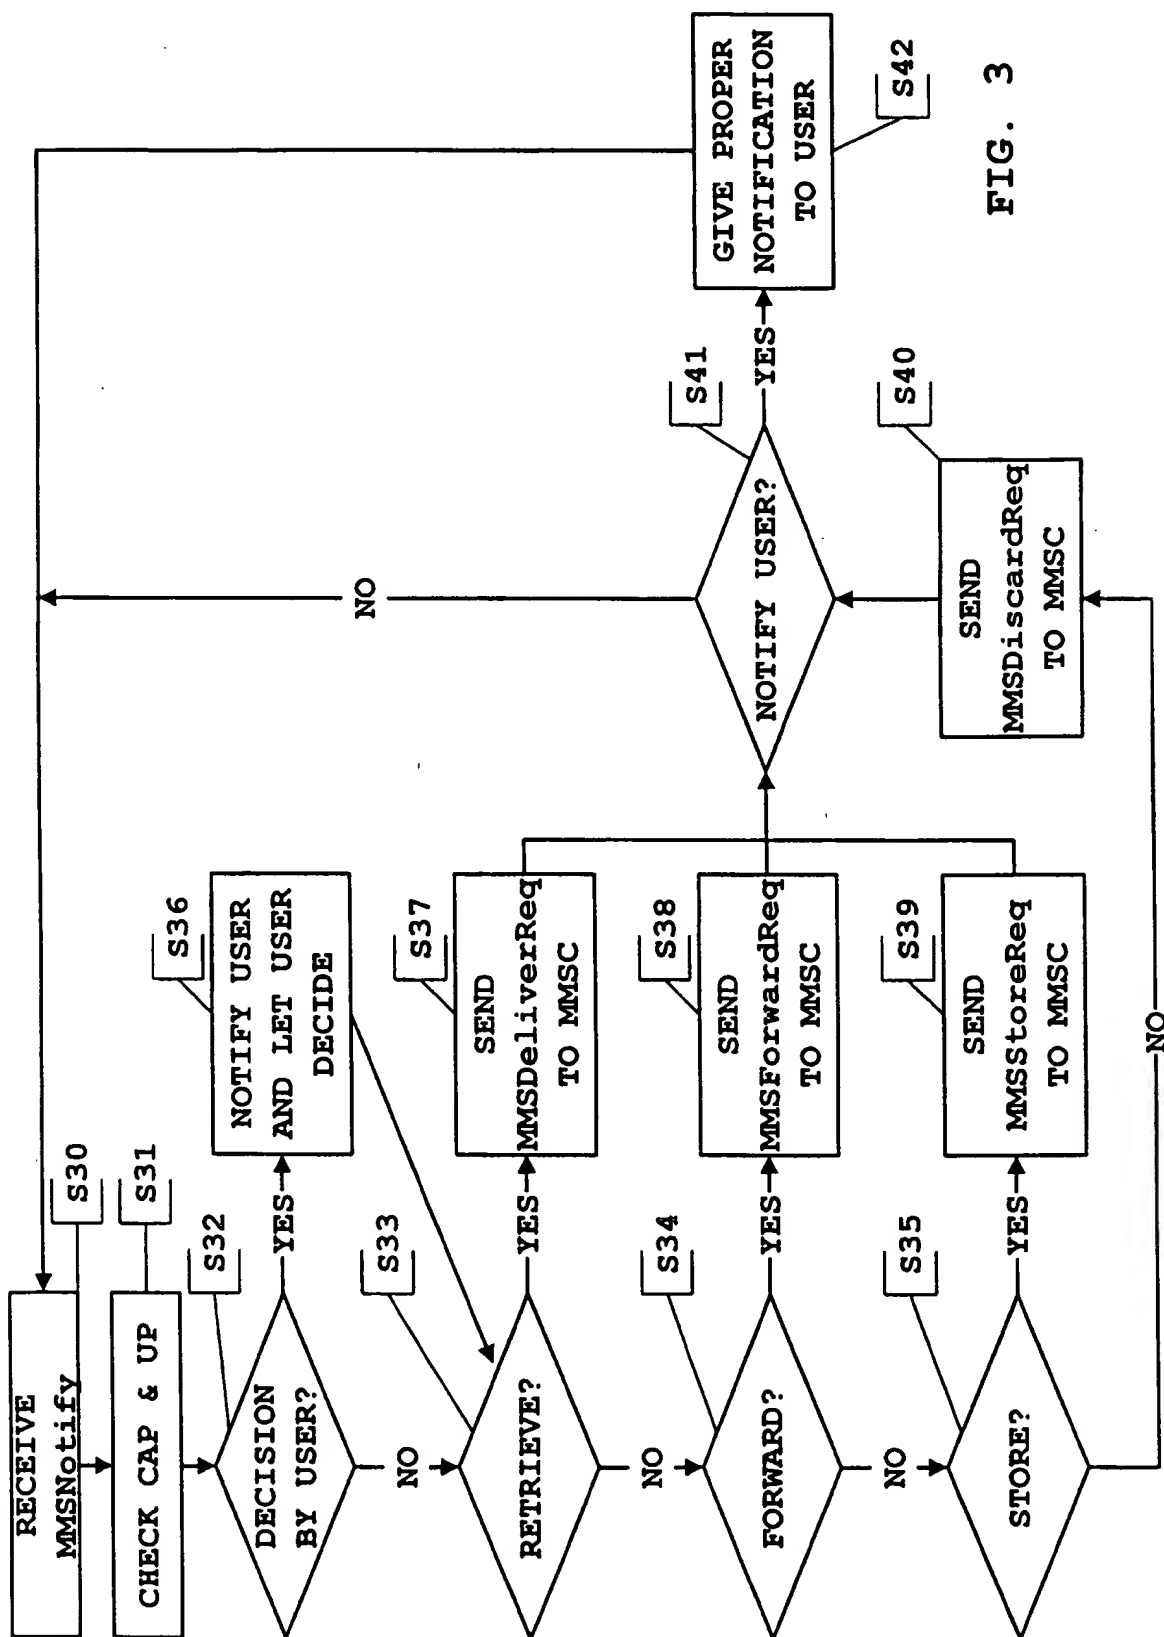 RECEIVE
MMSNotify
S30
CHECK CAP & UP
S31
DECISION
BY USER?
S32
YES
NOTIFY USER
AND LET USER
DECIDE
S36
NO
RETRIEVE?
S33
YES
SEND
MMSDeliverReq
TO MMSC
S37
NO
FORWARD?
S34
YES
SEND
MMSForwardReq
TO MMSC
S38
NO
STORE?
S35
YES
SEND
MMSStoreReq
TO MMSC
S39
NO
SEND
MMSDiscardReq
TO MMSC
S40
NOTIFY USER?
S41
NO
YES
GIVE PROPER
NOTIFICATION
TO USER
S42
FIG. 3